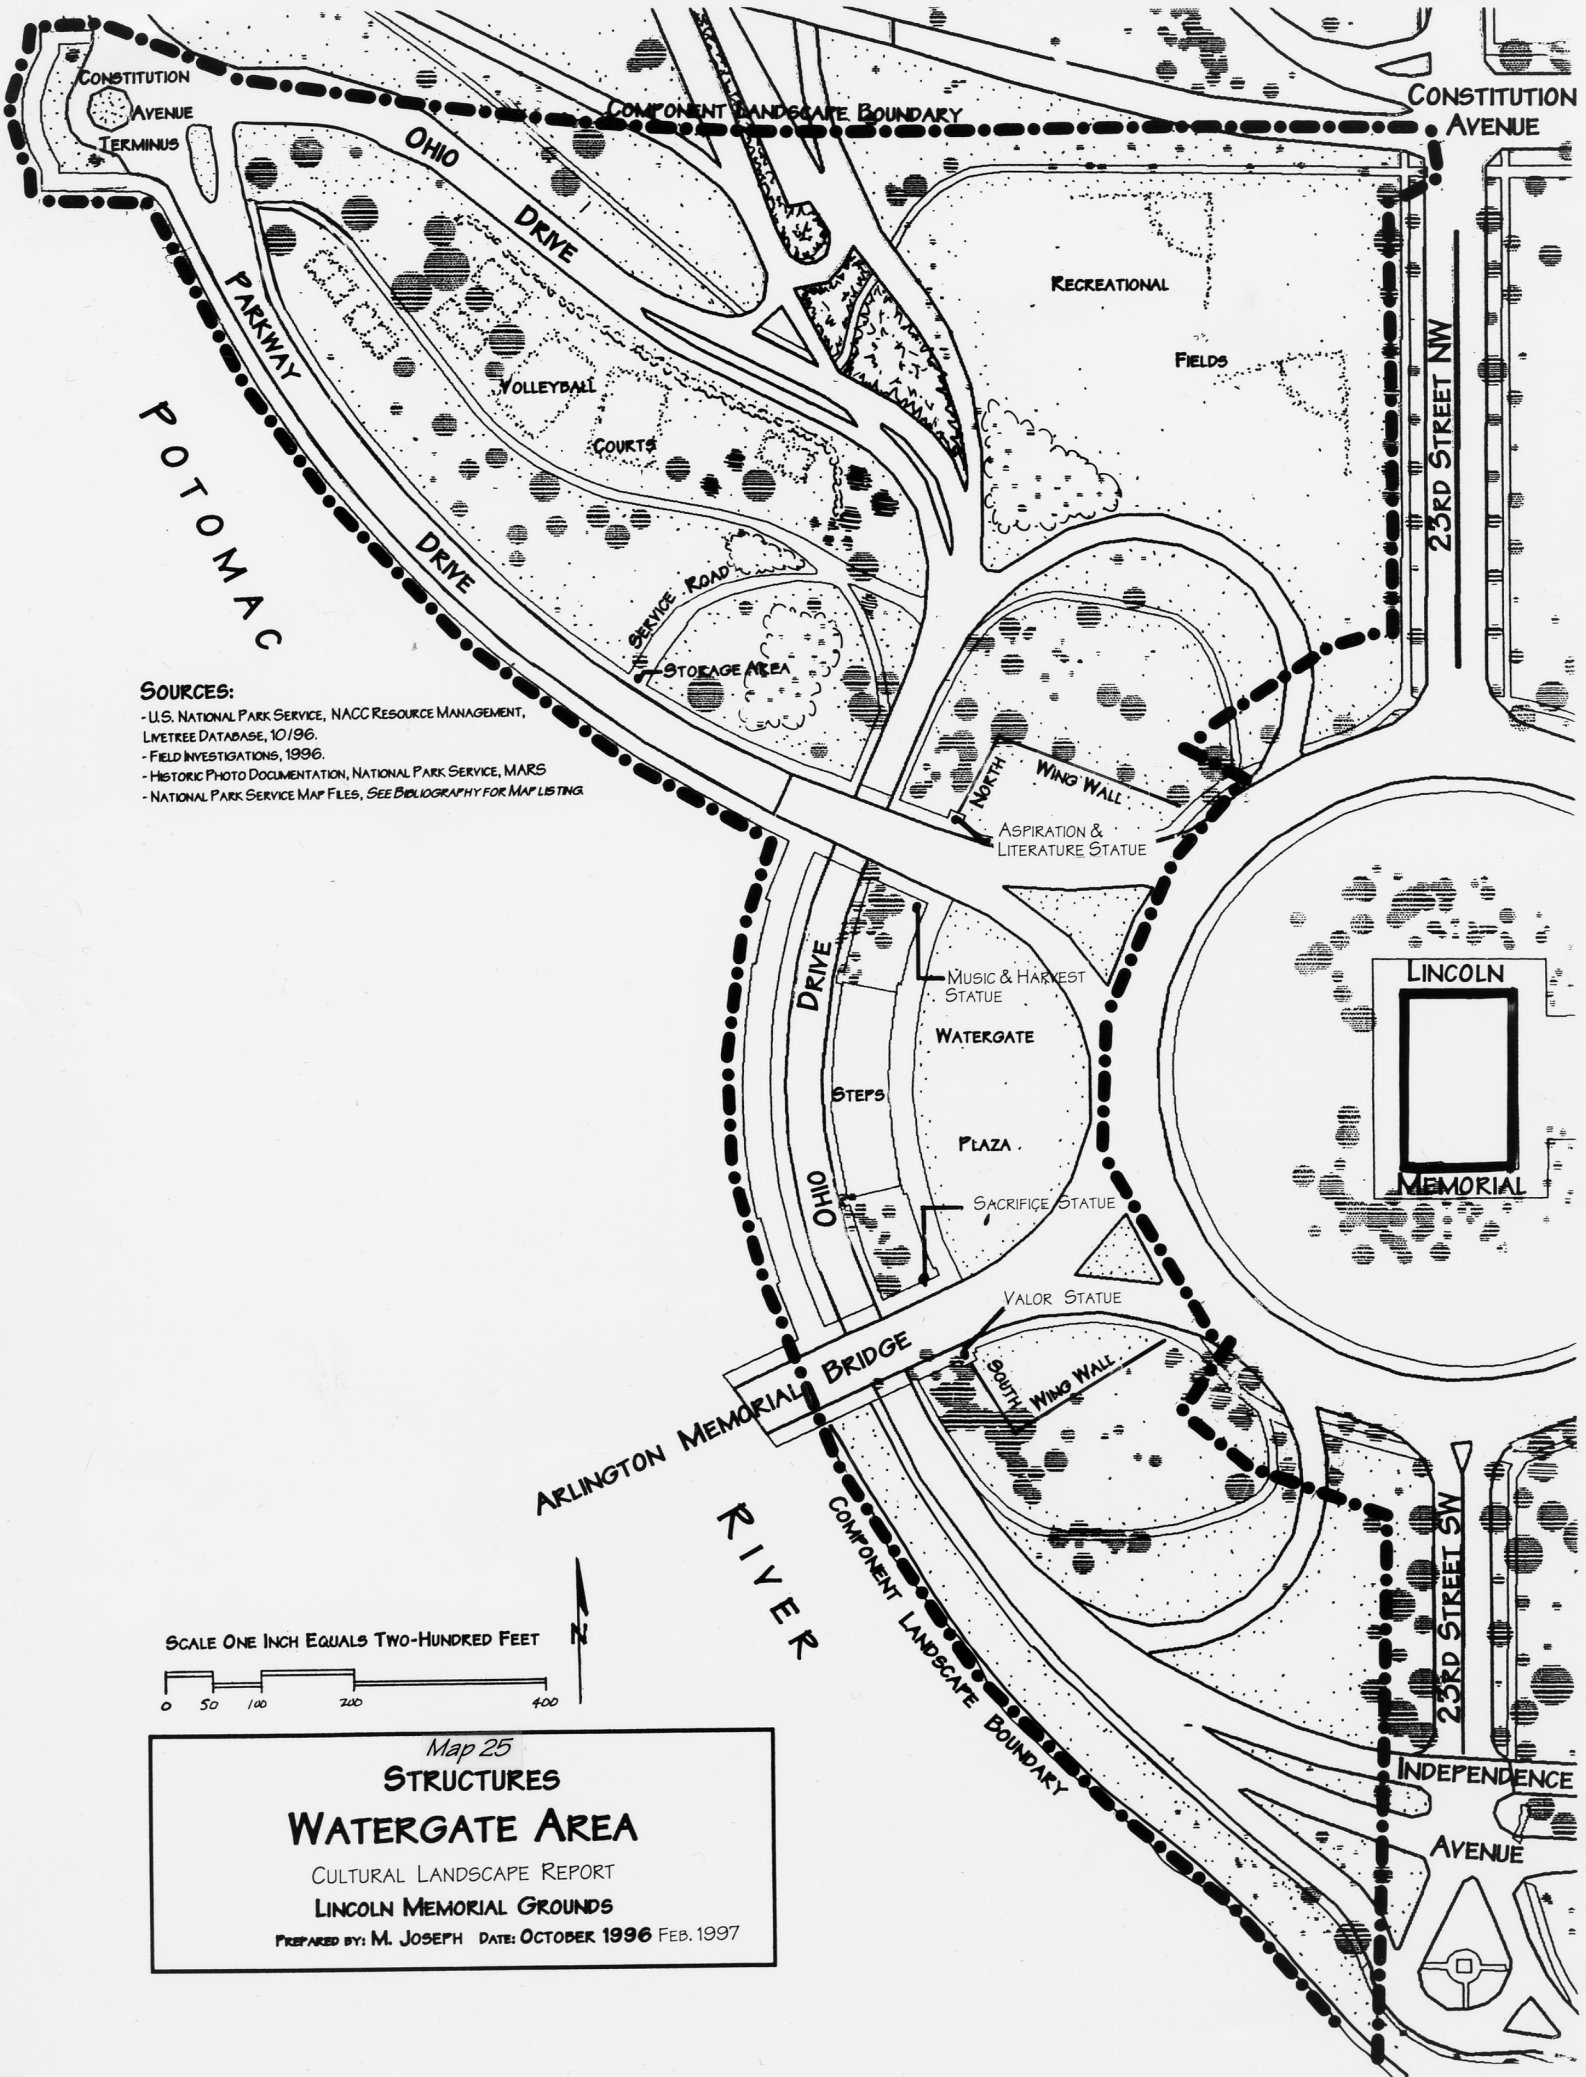 CONSTITUTION
AVENUE
TERMINUS
COMPONENT LANDSCAPE BOUNDARY
CONSTITUTION
AVENUE
OHIO
DRIVE
PARKWAY
DRIVE
RECREATIONAL
FIELDS
VOLLEYBALL
COURTS
23RD STREET NW
POTOMAC
SERVICE ROAD
STORAGE AREA
SOURCES:
- U.S. NATIONAL PARK SERVICE, NACC RESOURCE MANAGEMENT,
LIVETREE DATABASE, 10/96.
- FIELD INVESTIGATIONS, 1996.
- HISTORIC PHOTO DOCUMENTATION, NATIONAL PARK SERVICE, MARS
- NATIONAL PARK SERVICE MAP FILES, SEE BIBLIOGRAPHY FOR MAP LISTING.
NORTH
WING WALL
ASPIRATION &
LITERATURE STATUE
DRIVE
OHIO
MUSIC & HARVEST
STATUE
WATERGATE
PLAZA
STEPS
LINCOLN
MEMORIAL
SACRIFICE STATUE
VALOR STATUE
ARLINGTON MEMORIAL BRIDGE
SOUTH
WING WALL
RIVER
COMPONENT LANDSCAPE BOUNDARY
23RD STREET SW
INDEPENDENCE
AVENUE
SCALE ONE INCH EQUALS TWO-HUNDRED FEET
0 50 100 200 400
N
Map 25
STRUCTURES
WATERGATE AREA
CULTURAL LANDSCAPE REPORT
LINCOLN MEMORIAL GROUNDS
PREPARED BY: M. JOSEPH DATE: OCTOBER 1996 FEB. 1997